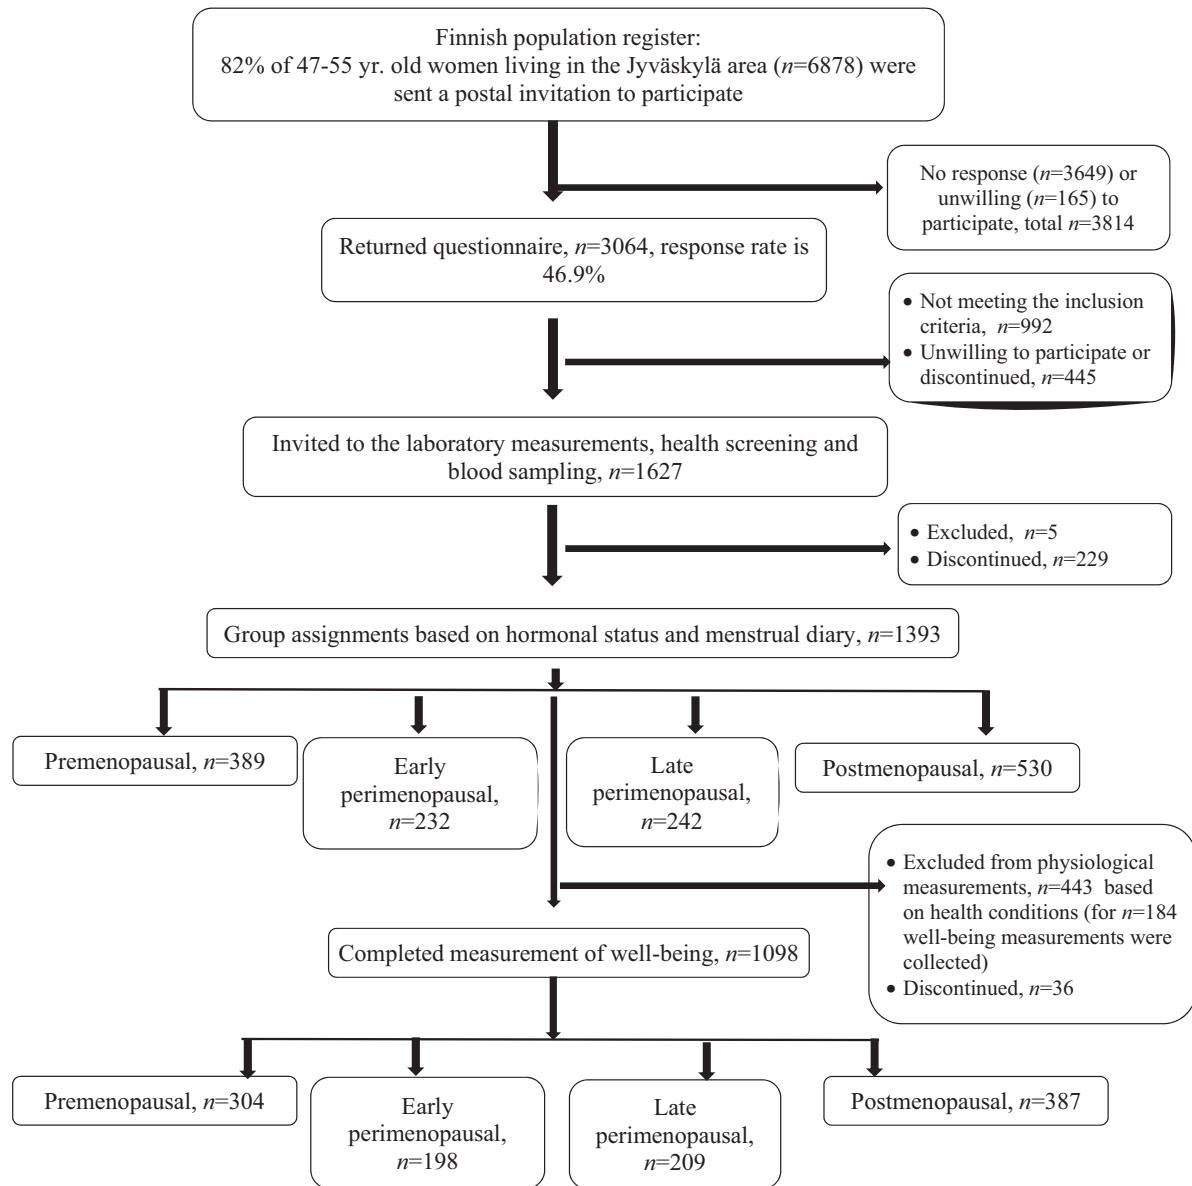 Finnish population register:
82% of 47-55 yr. old women living in the Jyväskylä area (n=6878) were
sent a postal invitation to participate
No response (n=3649) or
unwilling (n=165) to
participate, total n=3814
Returned questionnaire, n=3064, response rate is
46.9%
• Not meeting the inclusion
criteria, n=992
• Unwilling to participate or
discontinued, n=445
Invited to the laboratory measurements, health screening and
blood sampling, n=1627
• Excluded, n=5
• Discontinued, n=229
Group assignments based on hormonal status and menstrual diary, n=1393
Premenopausal, n=389
Early
perimenopausal,
n=232
Late
perimenopausal,
n=242
Postmenopausal, n=530
• Excluded from physiological
measurements, n=443 based
on health conditions (for n=184
well-being measurements were
collected)
• Discontinued, n=36
Completed measurement of well-being, n=1098
Premenopausal, n=304
Early
perimenopausal,
n=198
Late
perimenopausal,
n=209
Postmenopausal, n=387